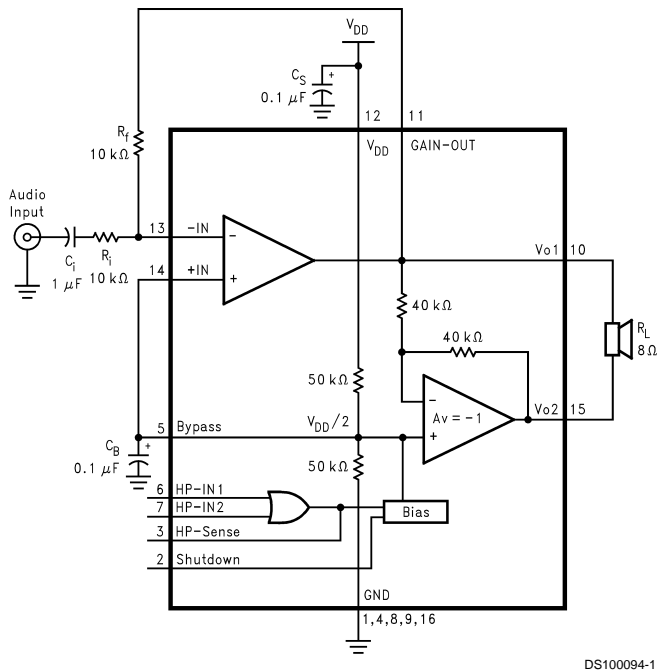 V_DD
C_S
+
0.1 μF
12
11
V_DD
GAIN-OUT
R_f
10 kΩ
Audio
Input
C_i
1 μF
R_i
10 kΩ
13
-IN
−
14
+IN
+
Vo1
10
40 kΩ
40 kΩ
R_L
8Ω
50 kΩ
−
Av = -1
+
Vo2
15
5
Bypass
V_DD/2
C_B
+
0.1 μF
50 kΩ
6
HP-IN1
7
HP-IN2
3
HP-Sense
Bias
2
Shutdown
GND
1,4,8,9,16
DS100094-1